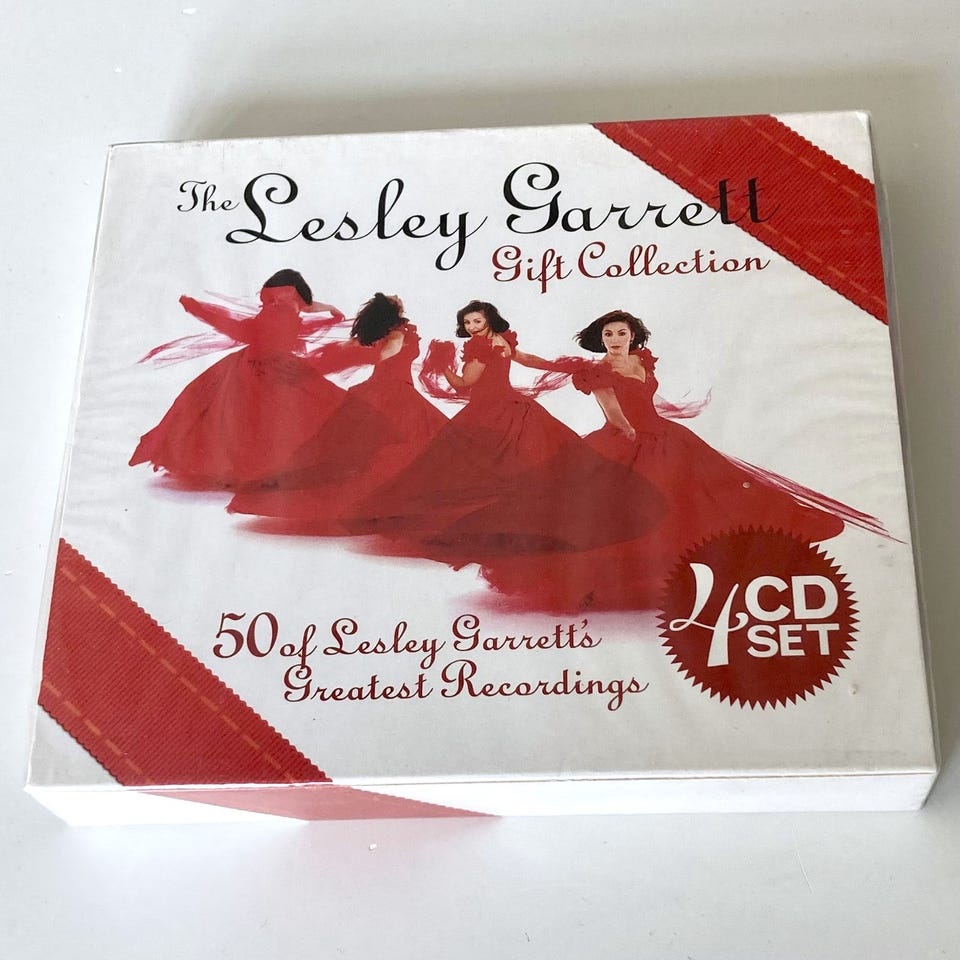 The Lesley Garrett
Gift Collection
50 of Lesley Garrett's
Greatest Recordings
4 CD
SET